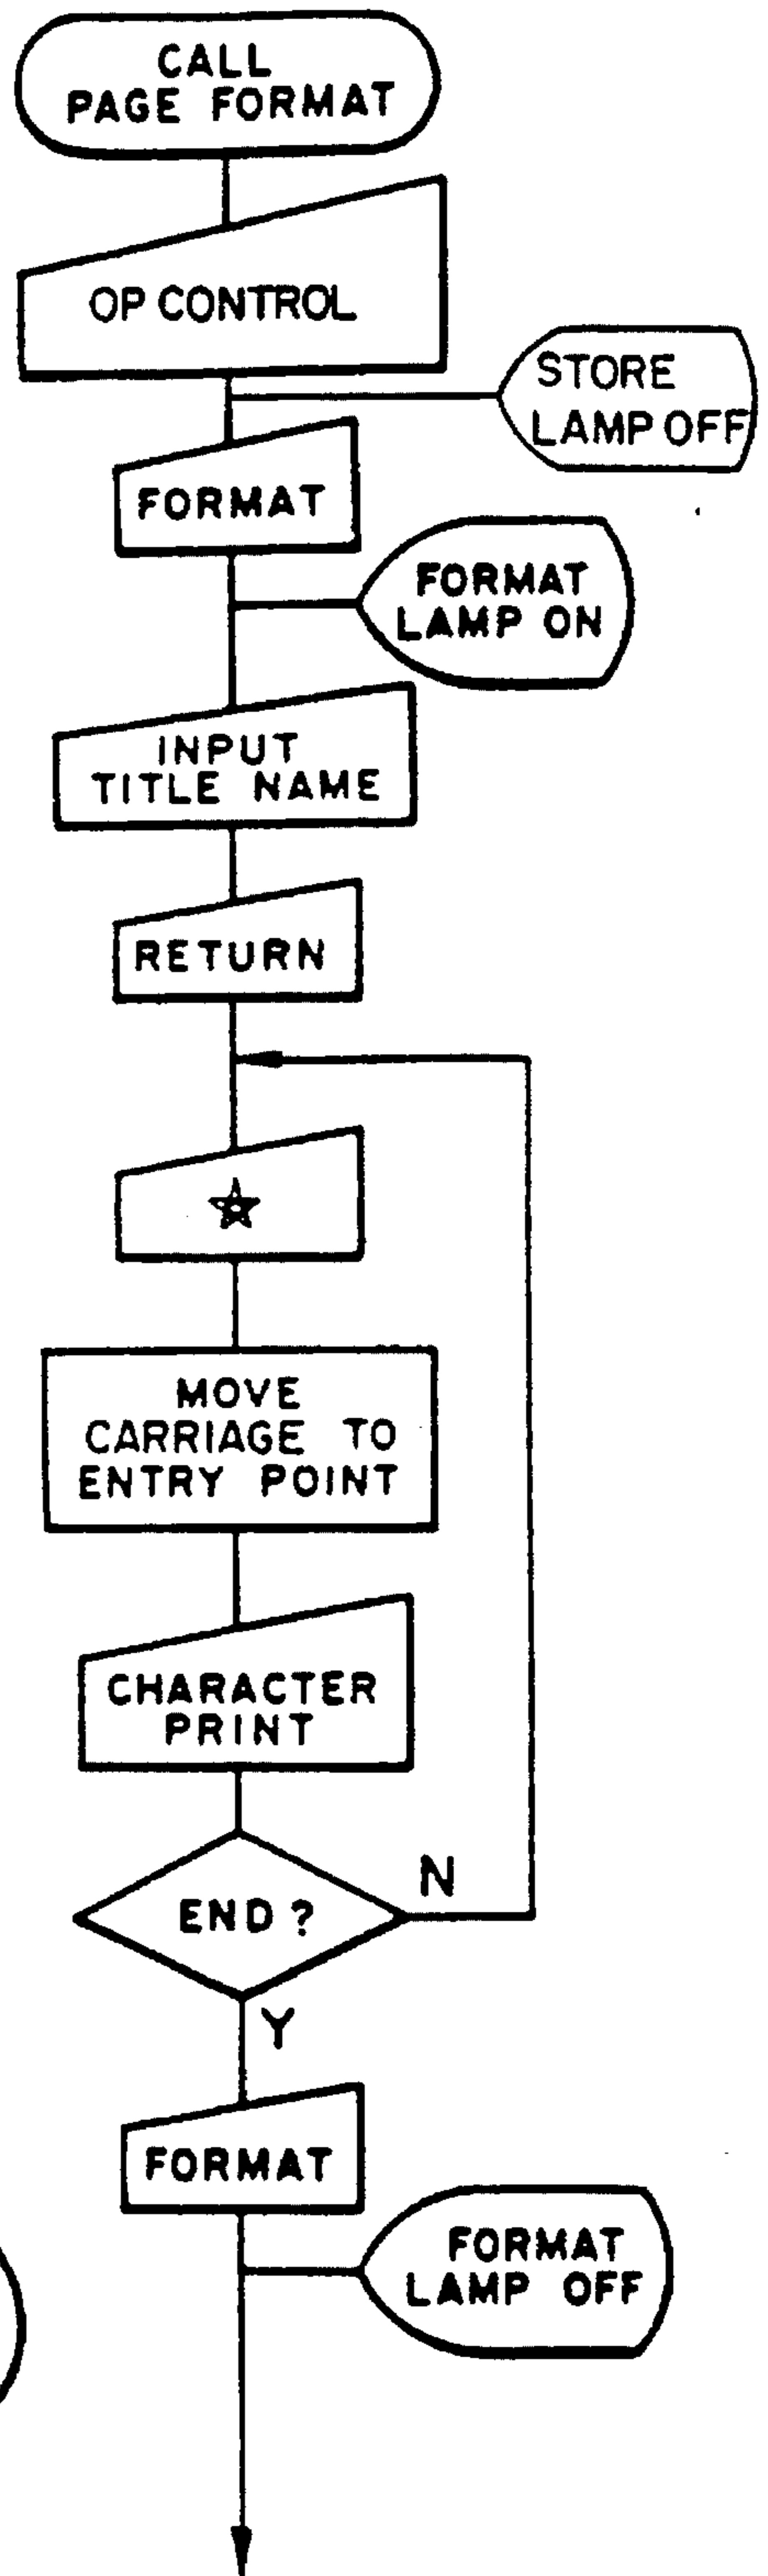 CALL
PAGE FORMAT
OP CONTROL
STORE
LAMP OFF
FORMAT
FORMAT
LAMP ON
INPUT
TITLE NAME
RETURN
MOVE
CARRIAGE TO
ENTRY POINT
CHARACTER
PRINT
END ?
N
Y
FORMAT
FORMAT
LAMP OFF